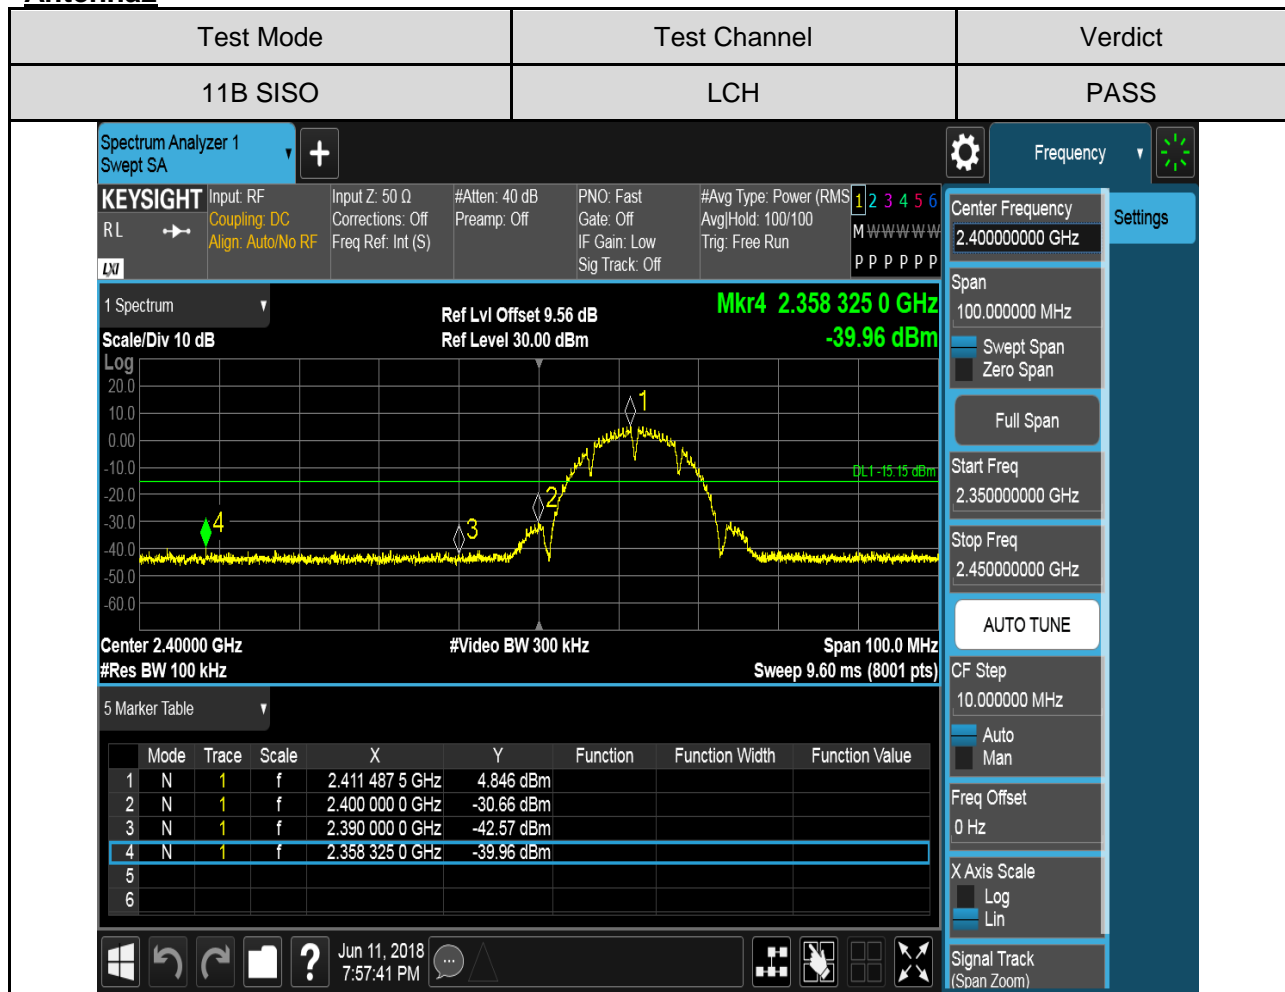 Antenna2
Test Mode Test Channel Verdict
11B SISO LCH PASS
Spectrum Analyzer 1
Swept SA
Frequency
KEYSIGHT
R L
LXI
Input: RF
Coupling: DC
Align: Auto/No RF
Input Z: 50 Ω
Corrections: Off
Freq Ref: Int (S)
#Atten: 40 dB
Preamp: Off
PNO: Fast
Gate: Off
IF Gain: Low
Sig Track: Off
#Avg Type: Power (RMS
Avg|Hold: 100/100
Trig: Free Run
1 2 3 4 5 6
M W W W W W
P P P P P P
1 Spectrum
Scale/Div 10 dB
Ref Lvl Offset 9.56 dB
Ref Level 30.00 dBm
Mkr4 2.358 325 0 GHz
-39.96 dBm
Log
20.0
10.0
0.00
-10.0
-20.0
-30.0
-40.0
-50.0
-60.0
1
2
3
4
DL1 -15.15 dBm
Center 2.40000 GHz
#Video BW 300 kHz
Span 100.0 MHz
#Res BW 100 kHz
Sweep 9.60 ms (8001 pts)
5 Marker Table
Mode Trace Scale X Y Function Function Width Function Value
1 N 1 f 2.411 487 5 GHz 4.846 dBm
2 N 1 f 2.400 000 0 GHz -30.66 dBm
3 N 1 f 2.390 000 0 GHz -42.57 dBm
4 N 1 f 2.358 325 0 GHz -39.96 dBm
5
6
Jun 11, 2018
7:57:41 PM
Center Frequency
2.400000000 GHz
Settings
Span
100.000000 MHz
Swept Span
Zero Span
Full Span
Start Freq
2.350000000 GHz
Stop Freq
2.450000000 GHz
AUTO TUNE
CF Step
10.000000 MHz
Auto
Man
Freq Offset
0 Hz
X Axis Scale
Log
Lin
Signal Track
(Span Zoom)